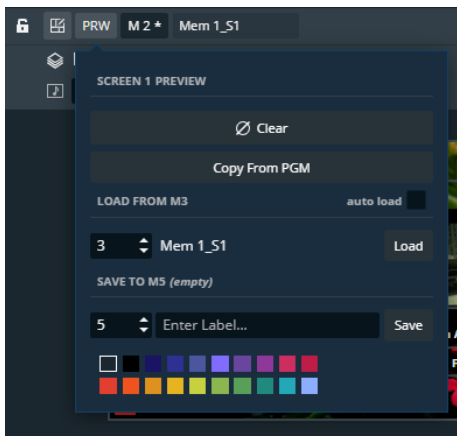 PRW M 2 * Mem 1_S1
SCREEN 1 PREVIEW
Clear
Copy From PGM
LOAD FROM M3 auto load
3 Mem 1_S1 Load
SAVE TO M5 (empty)
5 Enter Label... Save